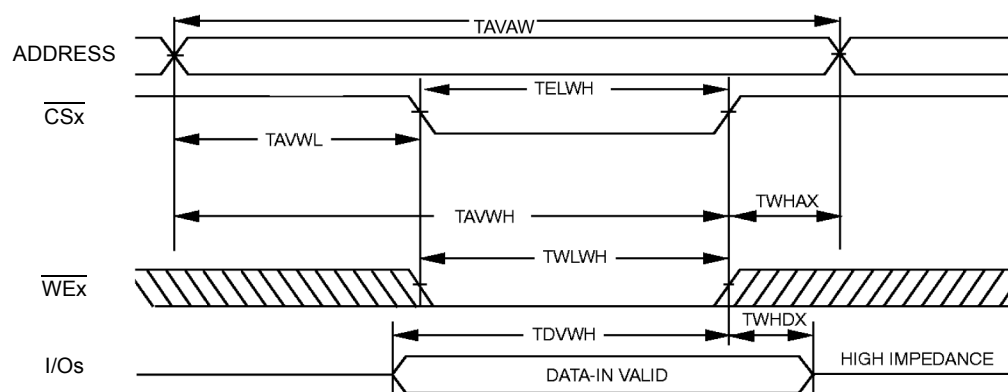 TAVAW
ADDRESS
TELWH
CSx
TAVWL
TAVWH
TWHAX
TWLWH
WEx
TWHDX
TDVWH
I/Os
DATA-IN VALID
HIGH IMPEDANCE